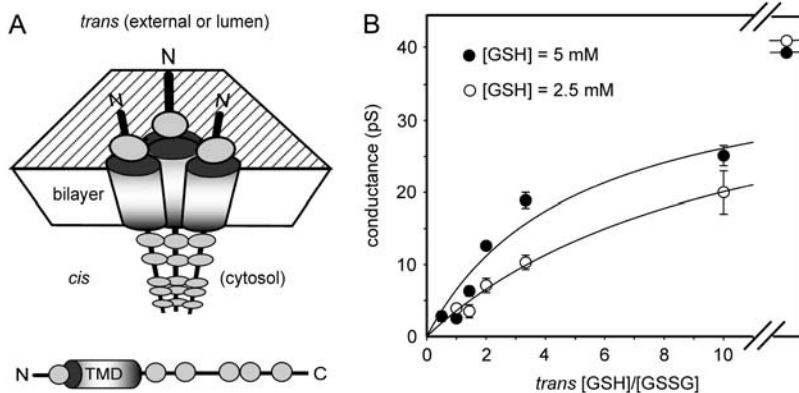 A
trans (external or lumen)
N
N
N
bilayer
cis
(cytosol)
N
TMD
C
B
conductance (pS)
40
30
20
10
0
[GSH] = 5 mM
[GSH] = 2.5 mM
0 2 4 6 8 10
trans [GSH]/[GSSG]